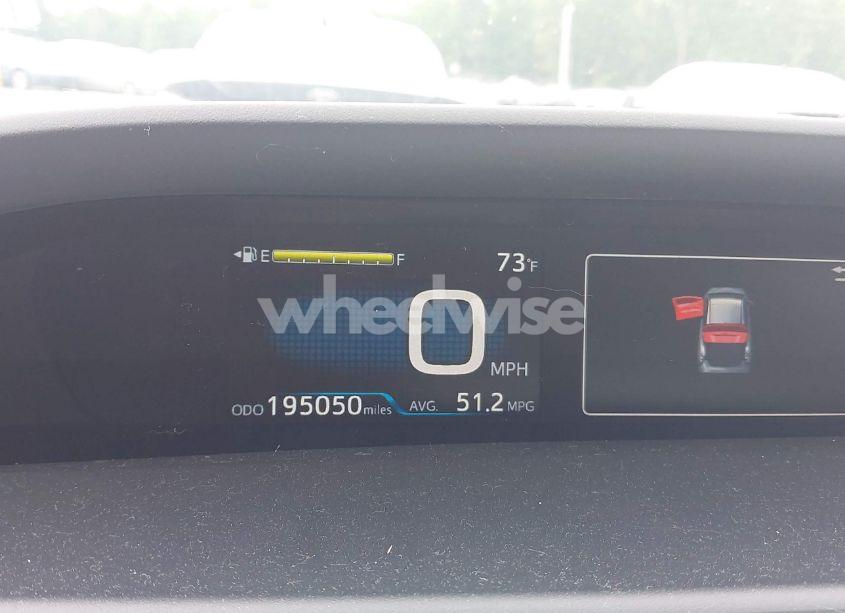 E F 73°F
wheelwise
0 MPH
ODO 195050 miles AVG. 51.2 MPG